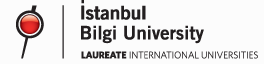 İstanbul
Bilgi University
LAUREATE INTERNATIONAL UNIVERSITIES